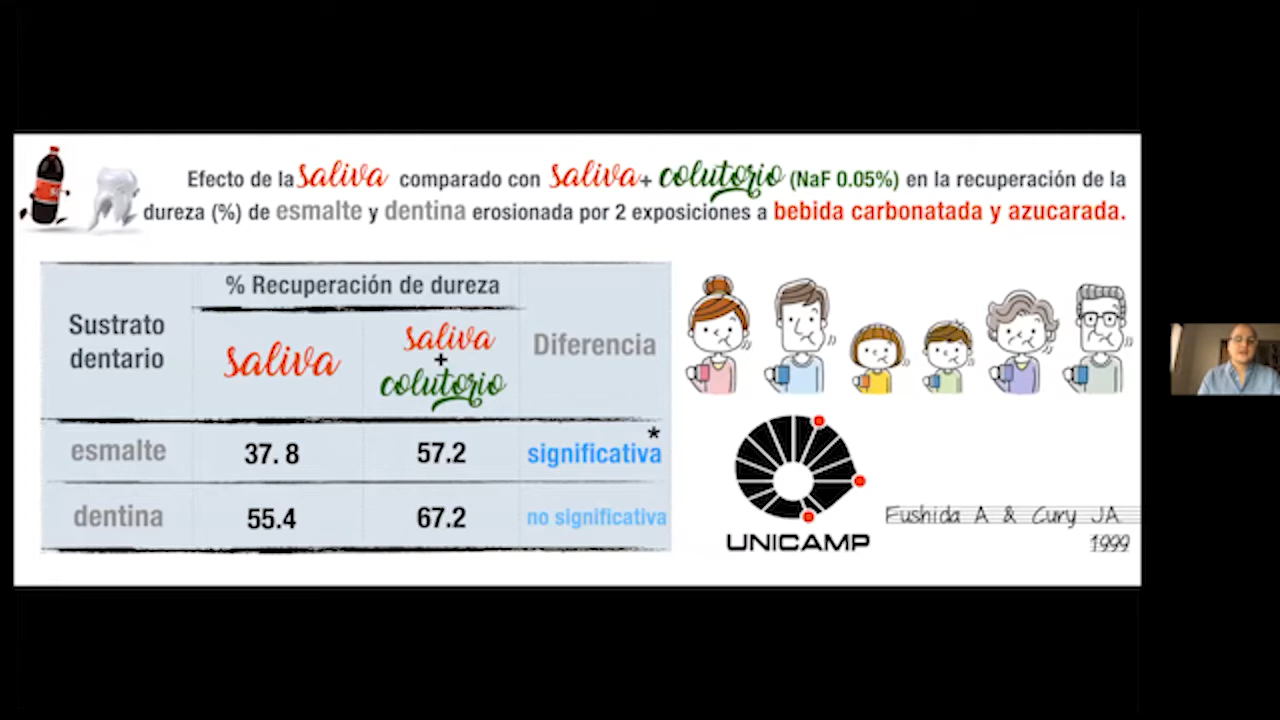 Efecto de la saliva comparado con saliva + colutorio (NaF 0.05%) en la recuperación de la
dureza (%) de esmalte y dentina erosionada por 2 exposiciones a bebida carbonatada y azucarada.
% Recuperación de dureza
Sustrato
dentario
saliva
saliva
+
colutorio
Diferencia
esmalte 37. 8 57.2 significativa *
dentina 55.4 67.2 no significativa
UNICAMP
Fushida A & Cury JA
1999